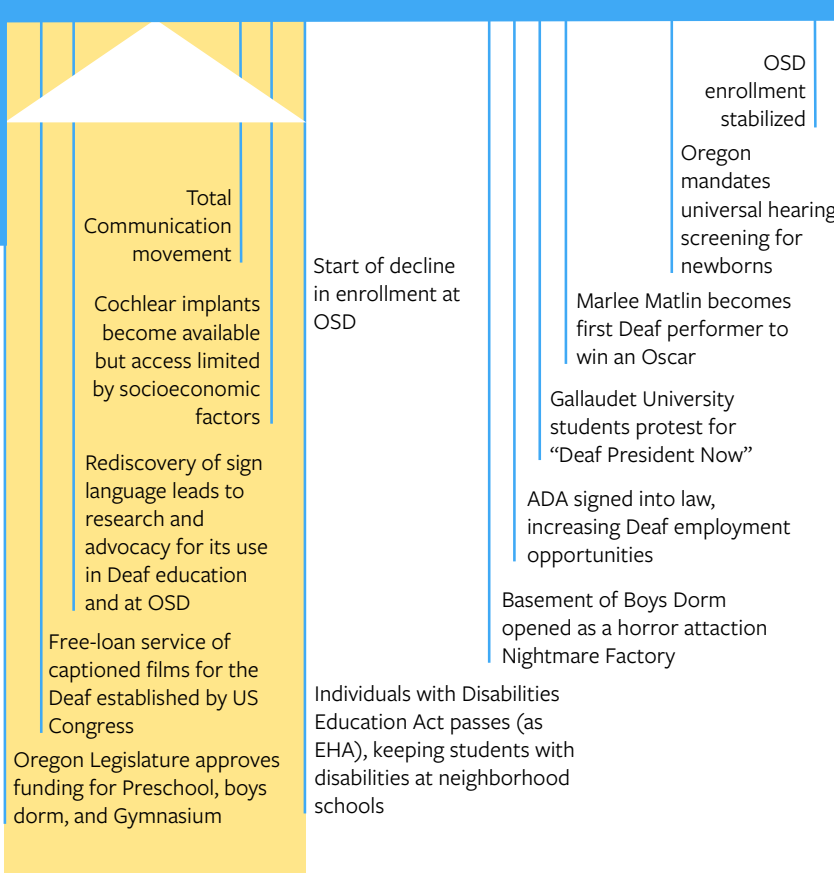 OSD
enrollment
stabilized
Oregon
mandates
universal hearing
screening for
newborns
Total
Communication
movement
Start of decline
in enrollment at
OSD
Cochlear implants
become available
but access limited
by socioeconomic
factors
Marlee Matlin becomes
first Deaf performer to
win an Oscar
Gallaudet University
students protest for
“Deaf President Now”
Rediscovery of sign
language leads to
research and
advocacy for its use
in Deaf education
and at OSD
ADA signed into law,
increasing Deaf employment
opportunities
Basement of Boys Dorm
opened as a horror attaction
Nightmare Factory
Free-loan service of
captioned films for the
Deaf established by US
Congress
Individuals with Disabilities
Education Act passes (as
EHA), keeping students with
disabilities at neighborhood
schools
Oregon Legislature approves
funding for Preschool, boys
dorm, and Gymnasium